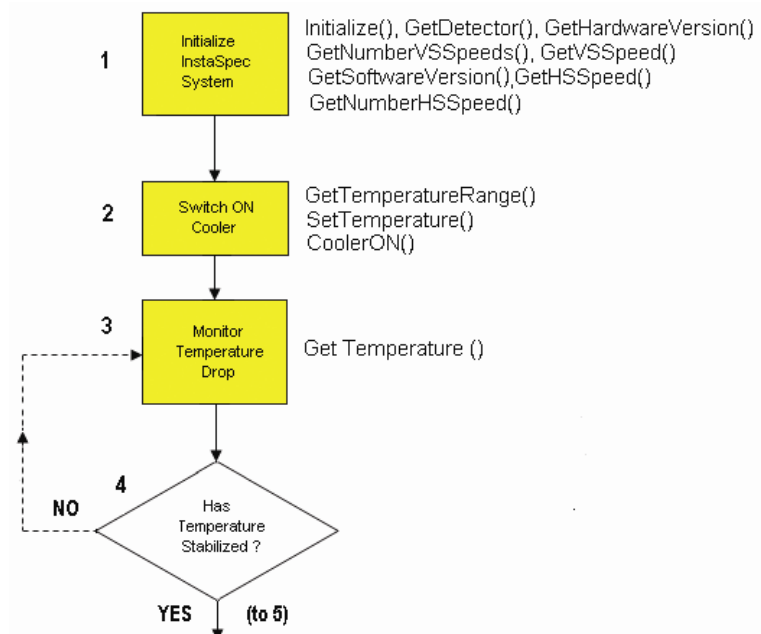 1
Initialize
InstaSpec
System
Initialize(), GetDetector(), GetHardwareVersion()
GetNumberVSSpeeds(), GetVSSpeed()
GetSoftwareVersion(),GetHSSpeed()
GetNumberHSSpeed()
2
Switch ON
Cooler
GetTemperatureRange()
SetTemperature()
CoolerON()
3
Monitor
Temperature
Drop
Get Temperature ()
4
NO
Has
Temperature
Stabilized ?
YES (to 5)